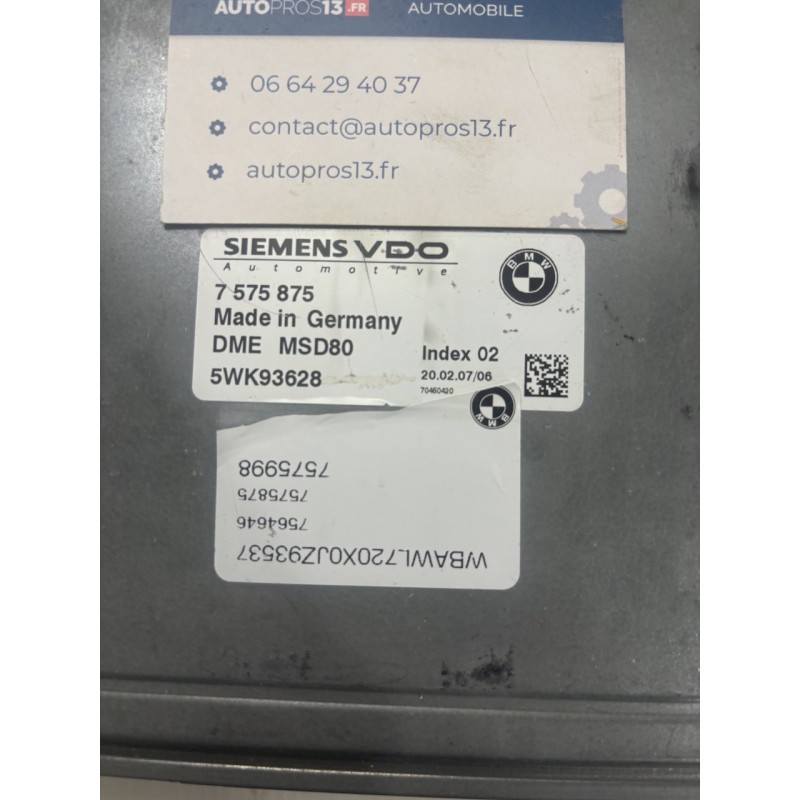 AUTOPROS13.FR
AUTOMOBILE
06 64 29 40 37
contact@autopros13.fr
autopros13.fr
SIEMENS VDO
Automotive
BMW
7 575 875
Made in Germany
DME MSD80
Index 02
5WK93628
20.02.07/06
70460420
BMW
WBAWL720X0JZ93537
7564646
7575875
7575998